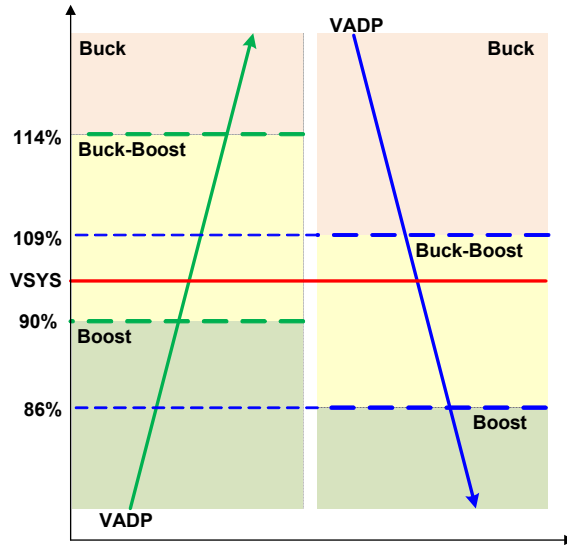 VADP
Buck
Buck
114%
Buck-Boost
109%
Buck-Boost
VSYS
90%
Boost
86%
Boost
VADP